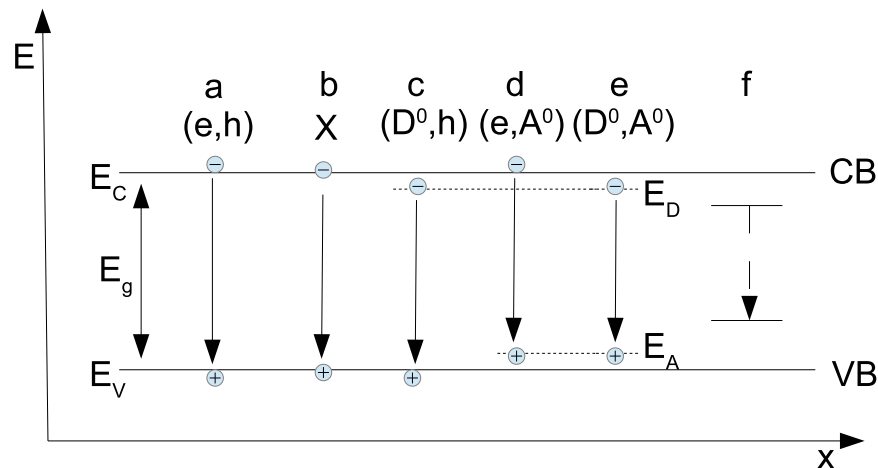 E
a b c d e f
(e,h) X (D⁰,h) (e,A⁰) (D⁰,A⁰)
E_C CB
E_D
E_g
E_A
E_V VB
x